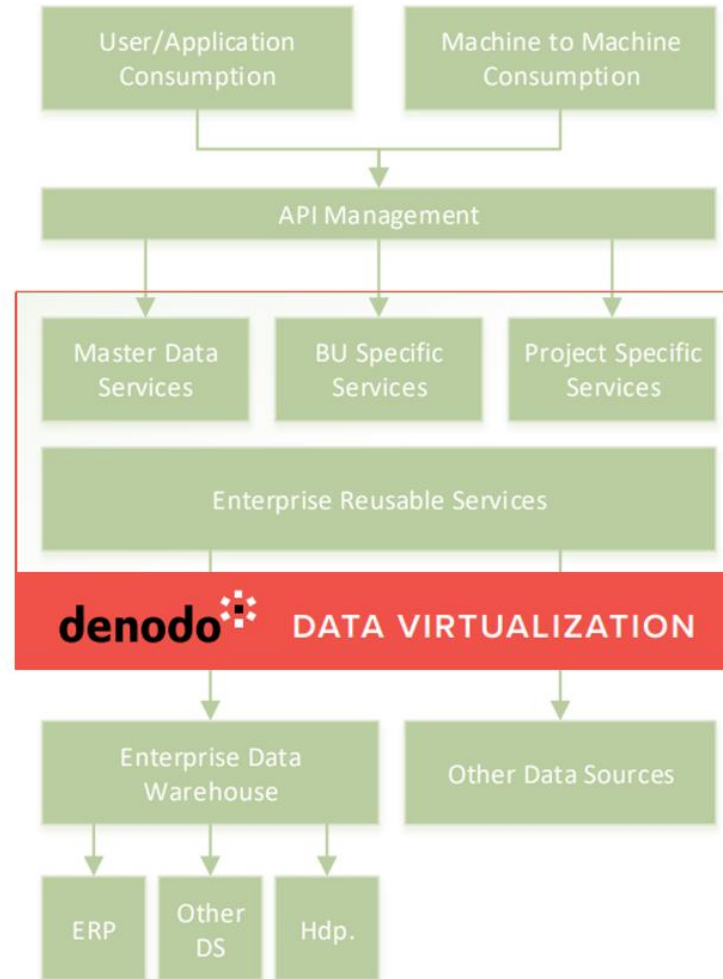 User/Application
Consumption
Machine to Machine
Consumption
API Management
Master Data
Services
BU Specific
Services
Project Specific
Services
Enterprise Reusable Services
denodo DATA VIRTUALIZATION
Enterprise Data
Warehouse
Other Data Sources
ERP
Other
DS
Hdp.